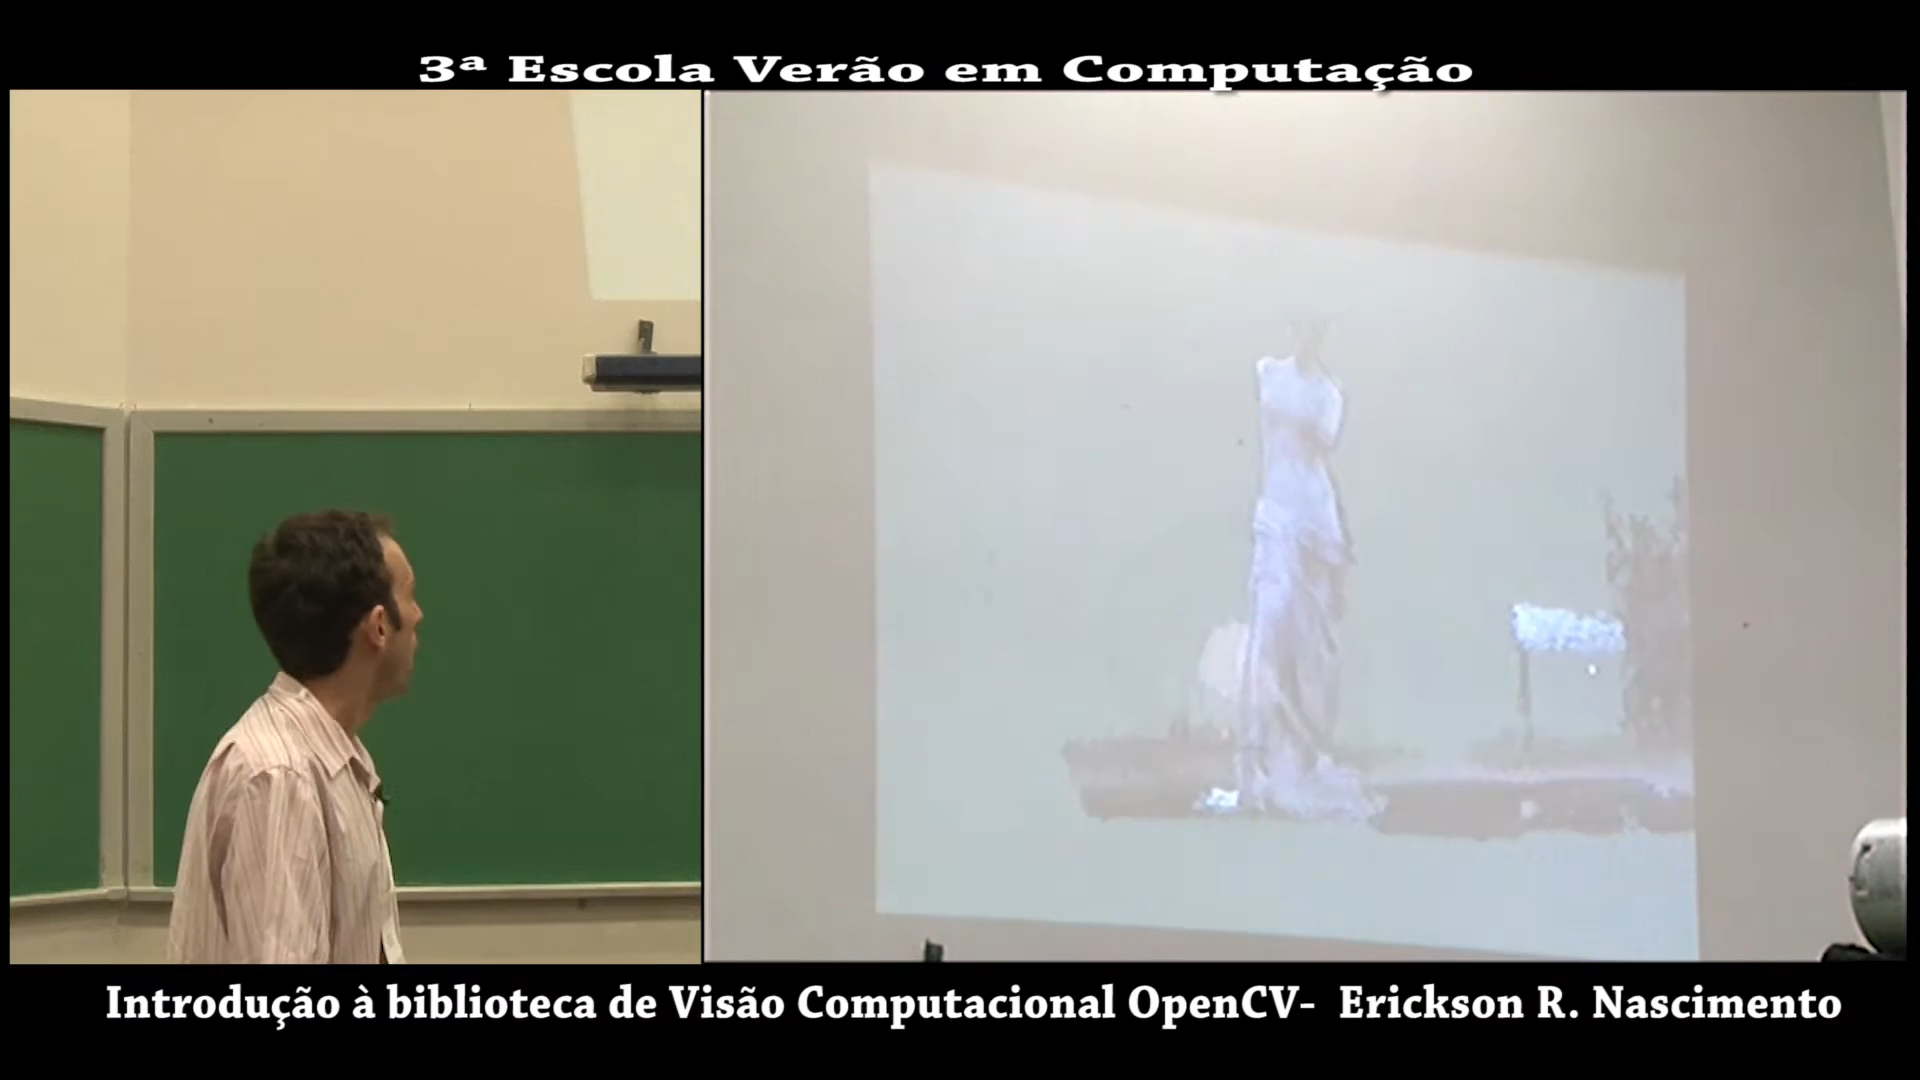 3ª Escola Verão em Computação
Introdução à biblioteca de Visão Computacional OpenCV- Erickson R. Nascimento